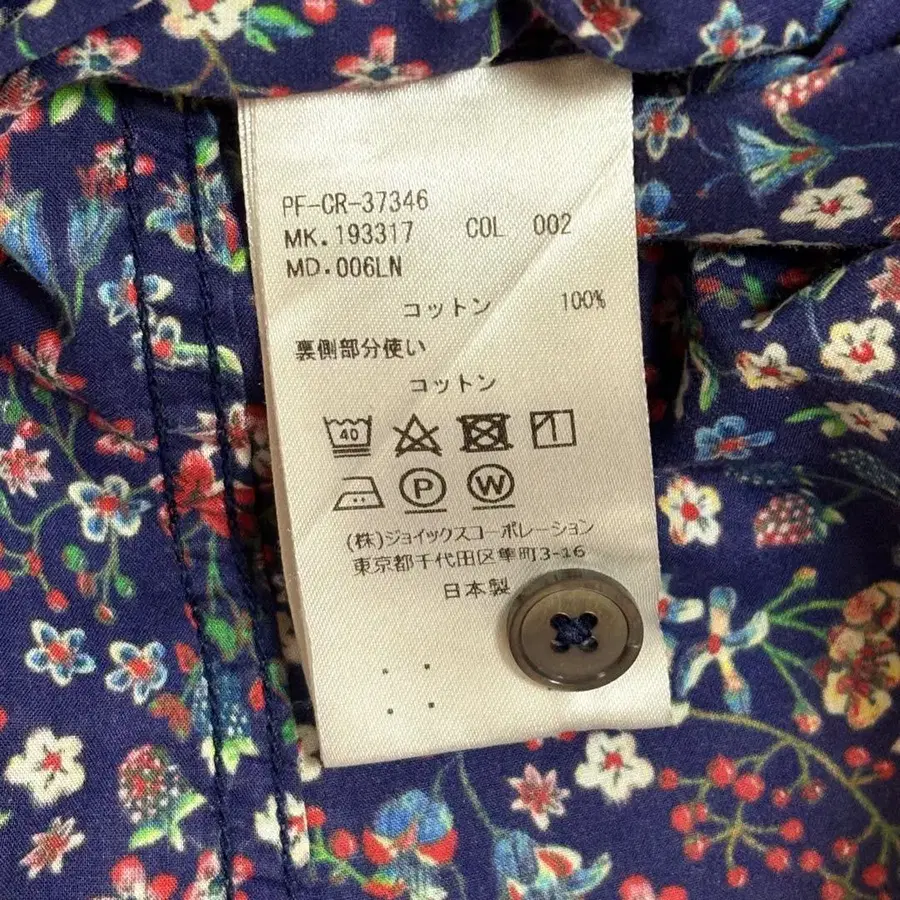 PF-CR-37346
MK.193317 COL 002
MD.006LN
コットン 100%
裏側部分使い
コットン
40
P W
(株)ジョイックスコーポレーション
東京都千代田区隼町3-16
日本製